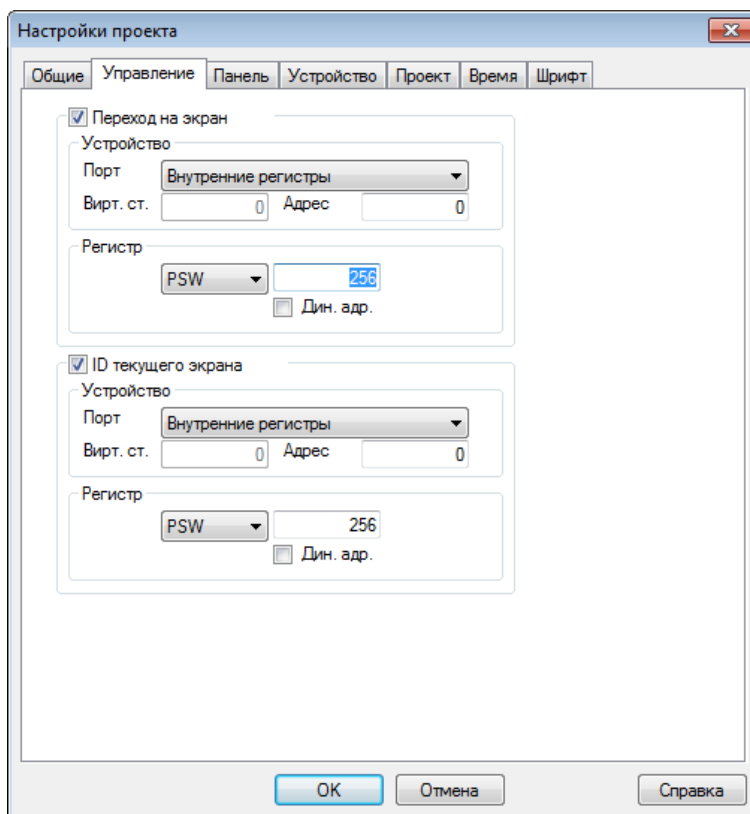 Настройки проекта
Общие Управление Панель Устройство Проект Время Шрифт
Переход на экран
Устройство
Порт Внутренние регистры
Вирт. ст. 0 Адрес 0
Регистр
PSW 256
Дин. адр.
ID текущего экрана
Устройство
Порт Внутренние регистры
Вирт. ст. 0 Адрес 0
Регистр
PSW 256
Дин. адр.
OK Отмена Справка